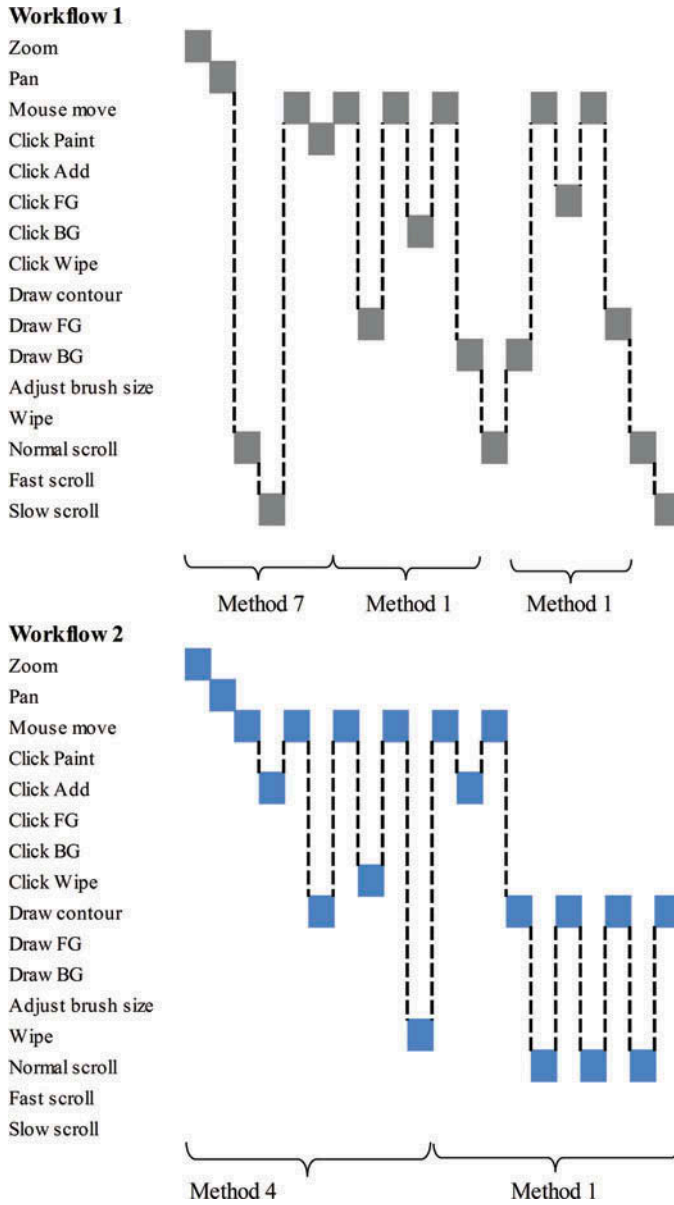 Workflow 1
Zoom
Pan
Mouse move
Click Paint
Click Add
Click FG
Click BG
Click Wipe
Draw contour
Draw FG
Draw BG
Adjust brush size
Wipe
Normal scroll
Fast scroll
Slow scroll
Method 7 Method 1 Method 1
Workflow 2
Zoom
Pan
Mouse move
Click Paint
Click Add
Click FG
Click BG
Click Wipe
Draw contour
Draw FG
Draw BG
Adjust brush size
Wipe
Normal scroll
Fast scroll
Slow scroll
Method 4 Method 1